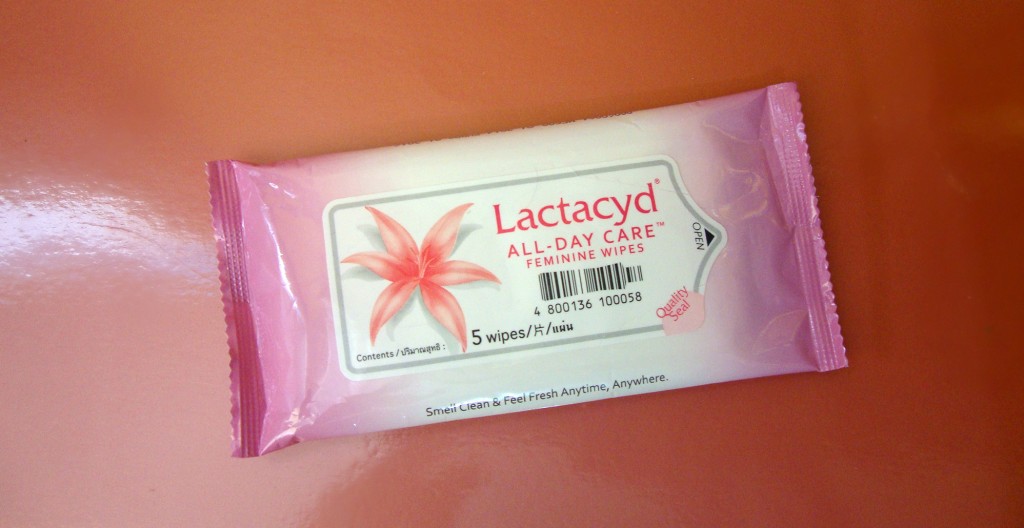 Lactacyd®
ALL-DAY CARE™
FEMININE WIPES
OPEN
4 800136 100058
Quality
Seal
Contents / ปริมาณสุทธิ : 5 wipes/片/แผ่น
Smell Clean & Feel Fresh Anytime, Anywhere.